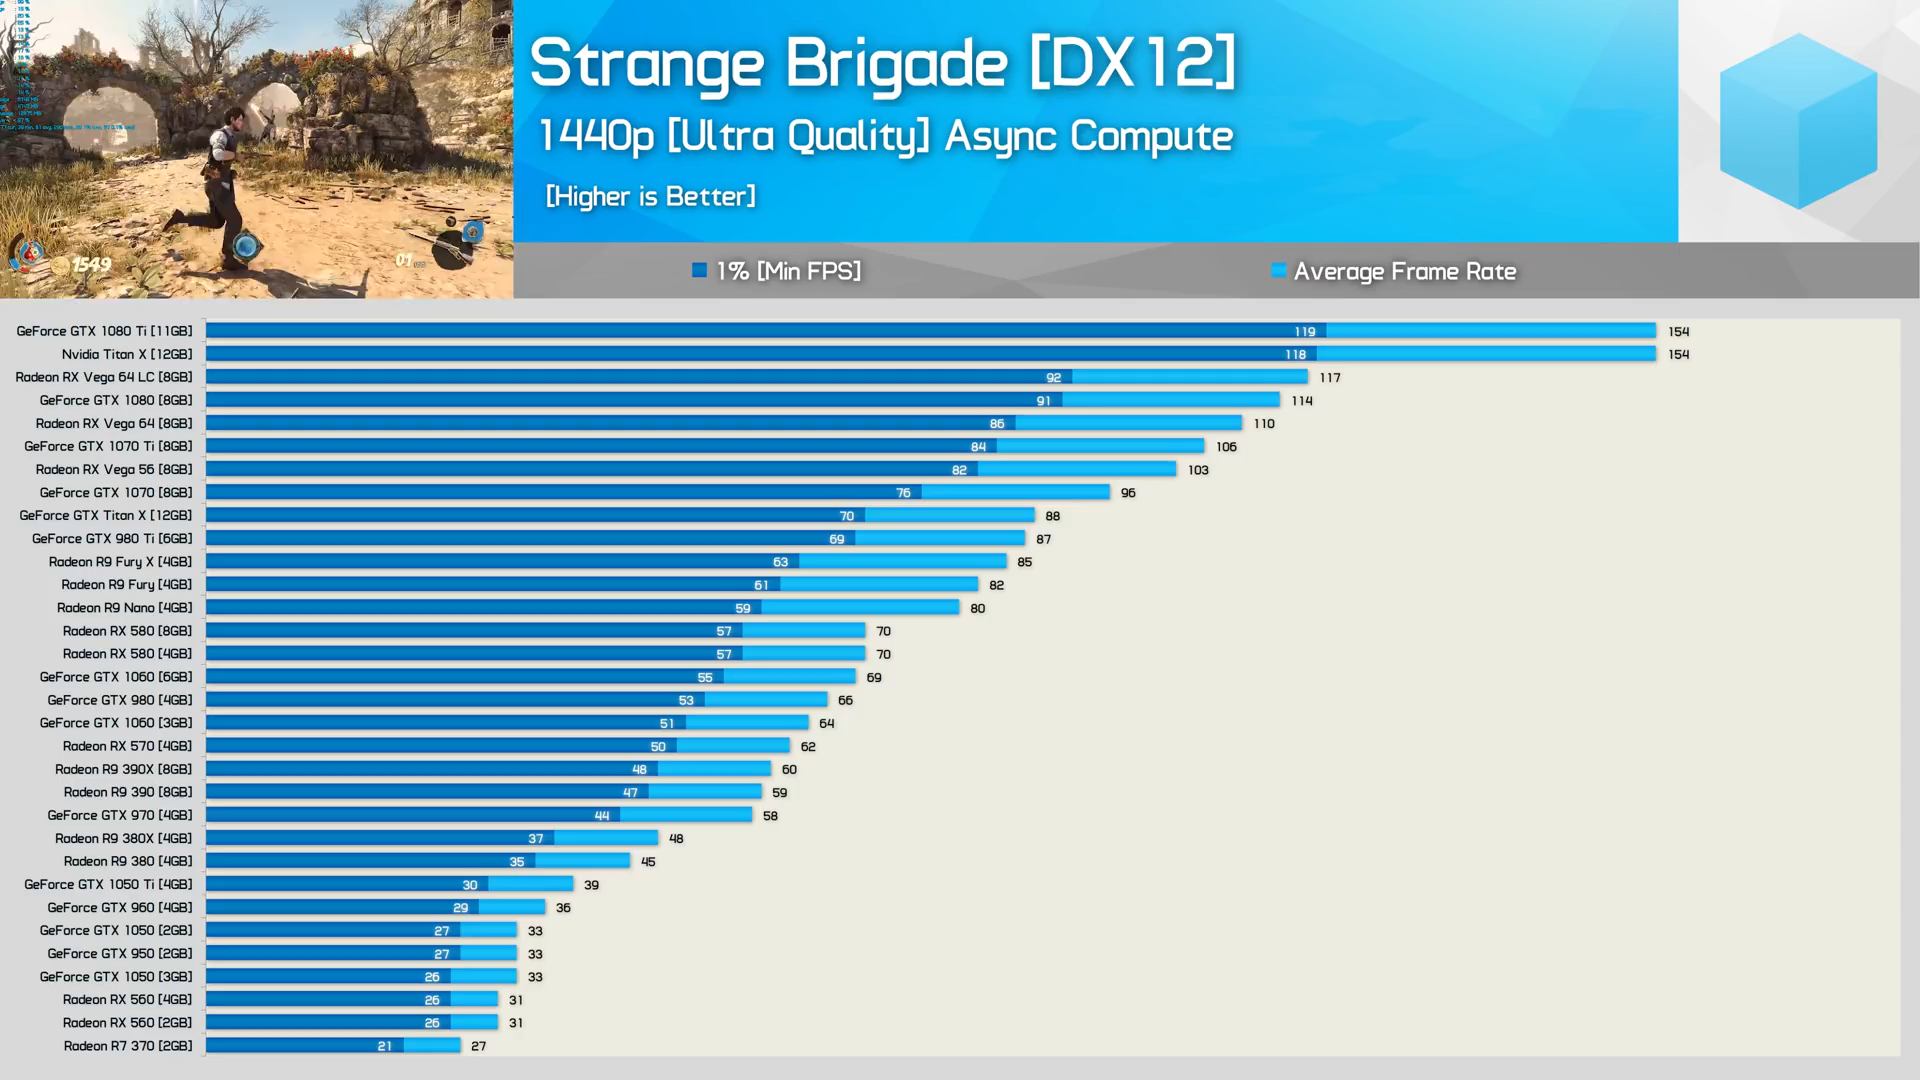 Strange Brigade [DX12]
1440p [Ultra Quality] Async Compute
[Higher is Better]
1549
01
1% [Min FPS]
Average Frame Rate
GeForce GTX 1080 Ti [11GB] 119 154
Nvidia Titan X [12GB] 118 154
Radeon RX Vega 64 LC [8GB] 92 117
GeForce GTX 1080 [8GB] 91 114
Radeon RX Vega 64 [8GB] 86 110
GeForce GTX 1070 Ti [8GB] 84 106
Radeon RX Vega 56 [8GB] 82 103
GeForce GTX 1070 [8GB] 76 96
GeForce GTX Titan X [12GB] 70 88
GeForce GTX 980 Ti [6GB] 69 87
Radeon R9 Fury X [4GB] 63 85
Radeon R9 Fury [4GB] 61 82
Radeon R9 Nano [4GB] 59 80
Radeon RX 580 [8GB] 57 70
Radeon RX 580 [4GB] 57 70
GeForce GTX 1060 [6GB] 55 69
GeForce GTX 980 [4GB] 53 66
GeForce GTX 1060 [3GB] 51 64
Radeon RX 570 [4GB] 50 62
Radeon R9 390X [8GB] 48 60
Radeon R9 390 [8GB] 47 59
GeForce GTX 970 [4GB] 44 58
Radeon R9 380X [4GB] 37 48
Radeon R9 380 [4GB] 35 45
GeForce GTX 1050 Ti [4GB] 30 39
GeForce GTX 960 [4GB] 29 36
GeForce GTX 1050 [2GB] 27 33
GeForce GTX 950 [2GB] 27 33
GeForce GTX 1050 [3GB] 26 33
Radeon RX 560 [4GB] 26 31
Radeon RX 560 [2GB] 26 31
Radeon R7 370 [2GB] 21 27